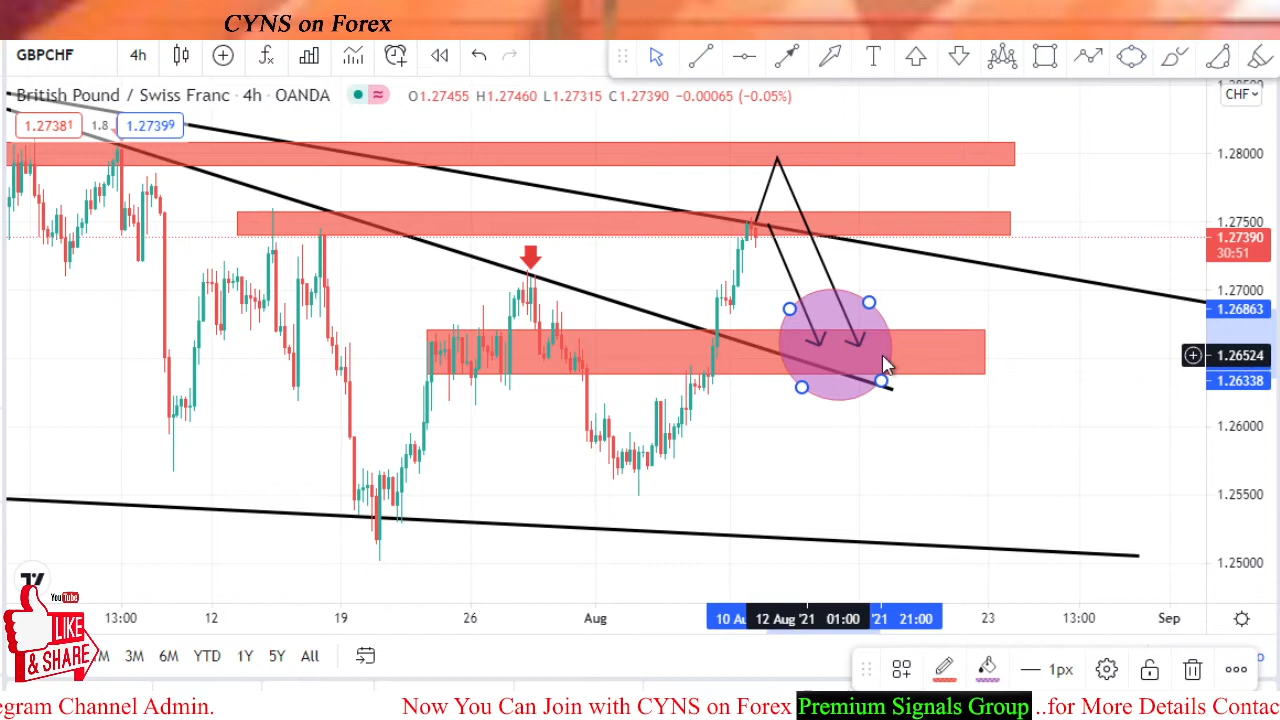 CYNS on Forex
GBPCHF 4h
British Pound / Swiss Franc · 4h · OANDA O1.27455 H1.27460 L1.27315 C1.27390 −0.00065 (−0.05%)
CHF
1.27381 1.8 1.27399
1.28000
1.27500
1.27390
30:51
1.27000
1.26863
1.26524
1.26338
1.26000
1.25500
1.25000
13:00 12 19 26 Aug 12 Aug '21 01:00 '21 21:00 23 13:00 Sep
YouTube
LIKE
& SHARE
3M 6M YTD 1Y 5Y All
1px
egram Channel Admin. Now You Can Join with CYNS on Forex Premium Signals Group ..for More Details Contac